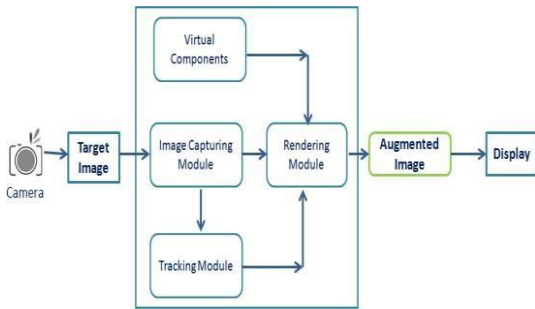 Virtual
Components
Camera
Target
Image
Image Capturing
Module
Rendering
Module
Augmented
Image
Display
Tracking Module